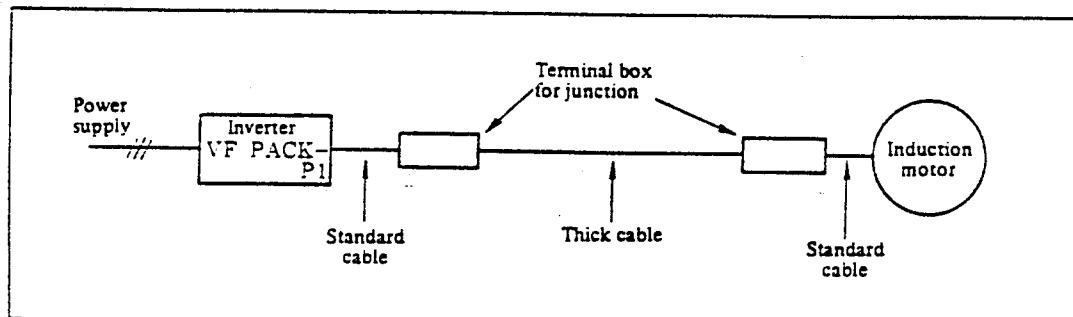 Power
supply
Inverter
VF PACK-
P1
Terminal box
for junction
Induction
motor
Standard
cable
Thick cable
Standard
cable